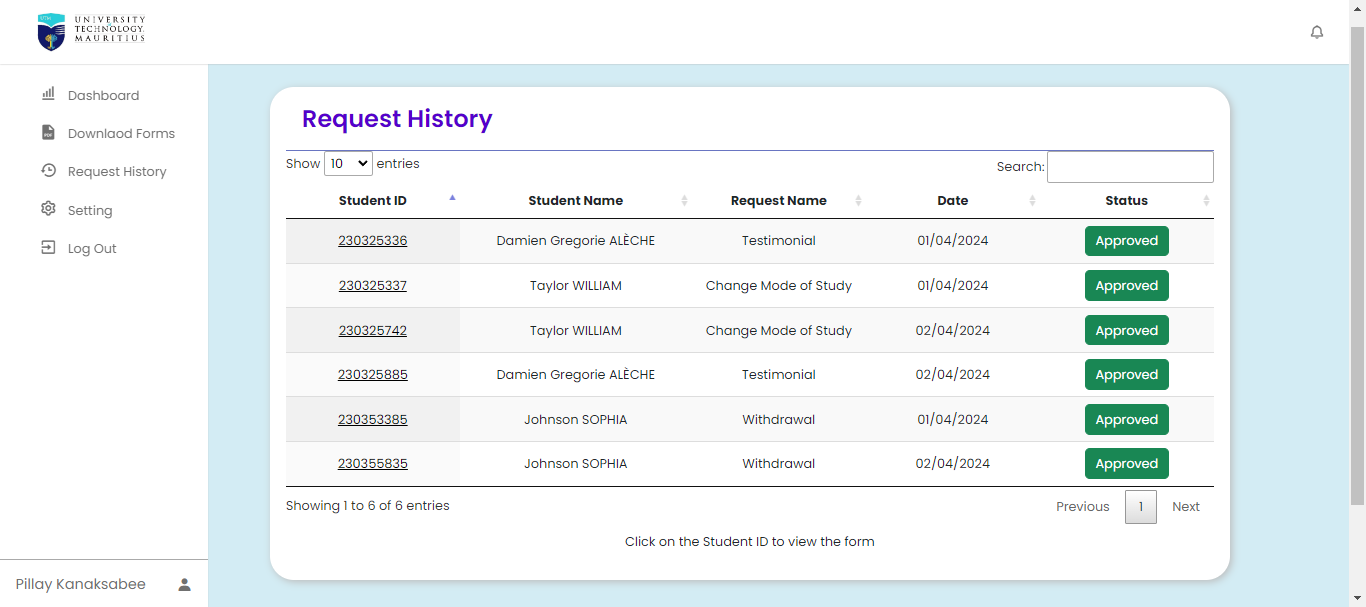 UNIVERSITY
TECHNOLOGY,
MAURITIUS
Dashboard
Downlaod Forms
Request History
Setting
Log Out
Pillay Kanaksabee
Request History
Show 10 entries
Search:
Student ID Student Name Request Name Date Status
230325336 Damien Gregorie ALÈCHE Testimonial 01/04/2024 Approved
230325337 Taylor WILLIAM Change Mode of Study 01/04/2024 Approved
230325742 Taylor WILLIAM Change Mode of Study 02/04/2024 Approved
230325885 Damien Gregorie ALÈCHE Testimonial 02/04/2024 Approved
230353385 Johnson SOPHIA Withdrawal 01/04/2024 Approved
230355835 Johnson SOPHIA Withdrawal 02/04/2024 Approved
Showing 1 to 6 of 6 entries
Previous 1 Next
Click on the Student ID to view the form